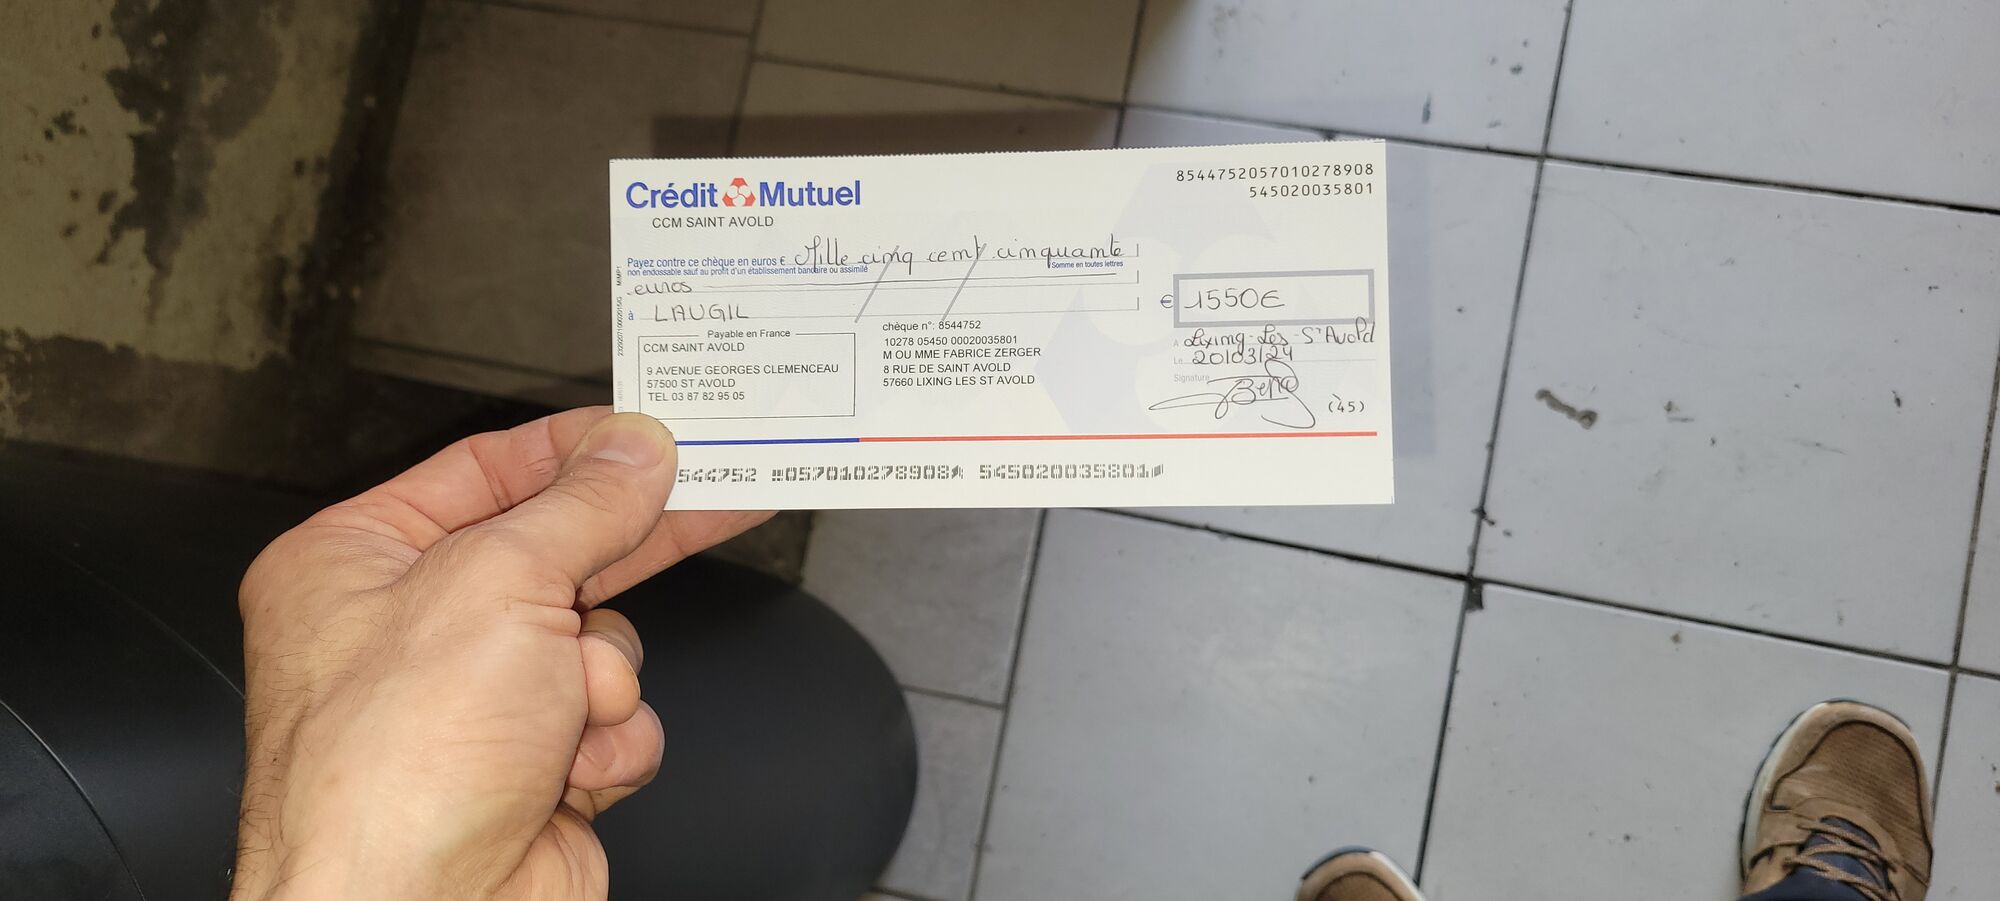 Crédit Mutuel
CCM SAINT AVOLD
8544752057010278908
545020035801
Payez contre ce chèque en euros € Mille cinq cent cinquante
non endossable sauf au profit d'un établissement bancaire ou assimilé
Somme en toutes lettres
euros
à LAUGIL
€ 1550€
Payable en France
CCM SAINT AVOLD
9 AVENUE GEORGES CLEMENCEAU
57500 ST AVOLD
TEL 03 87 82 95 05
chèque n°: 8544752
10278 05450 00020035801
M OU MME FABRICE ZERGER
8 RUE DE SAINT AVOLD
57660 LIXING LES ST AVOLD
A Lixing-Les-St Avold
Le 20/03/24
Signature
(45)
544752 057010278908 545020035801